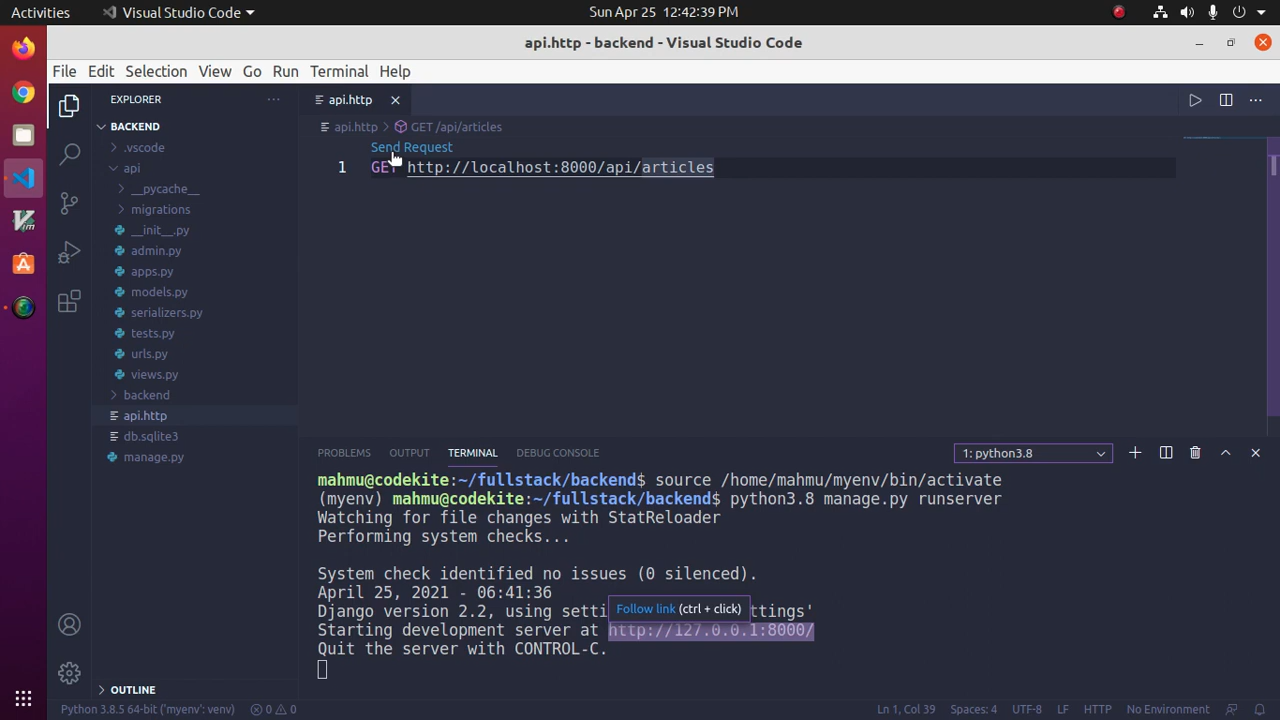 Activities
Visual Studio Code
Sun Apr 25 12:42:39 PM
api.http - backend - Visual Studio Code
File Edit Selection View Go Run Terminal Help
EXPLORER
BACKEND
.vscode
api
__pycache__
migrations
__init__.py
admin.py
apps.py
models.py
serializers.py
tests.py
urls.py
views.py
backend
api.http
db.sqlite3
manage.py
OUTLINE
api.http
api.http > GET /api/articles
Send Request
1 GET http://localhost:8000/api/articles
PROBLEMS OUTPUT TERMINAL DEBUG CONSOLE
1: python3.8
mahmu@codekite:~/fullstack/backend$ source /home/mahmu/myenv/bin/activate
(myenv) mahmu@codekite:~/fullstack/backend$ python3.8 manage.py runserver
Watching for file changes with StatReloader
Performing system checks...
System check identified no issues (0 silenced).
April 25, 2021 - 06:41:36
Django version 2.2, using setti
ttings'
Follow link (ctrl + click)
Starting development server at http://127.0.0.1:8000/
Quit the server with CONTROL-C.
Python 3.8.5 64-bit ('myenv': venv) 0 0
Ln 1, Col 39 Spaces: 4 UTF-8 LF HTTP No Environment